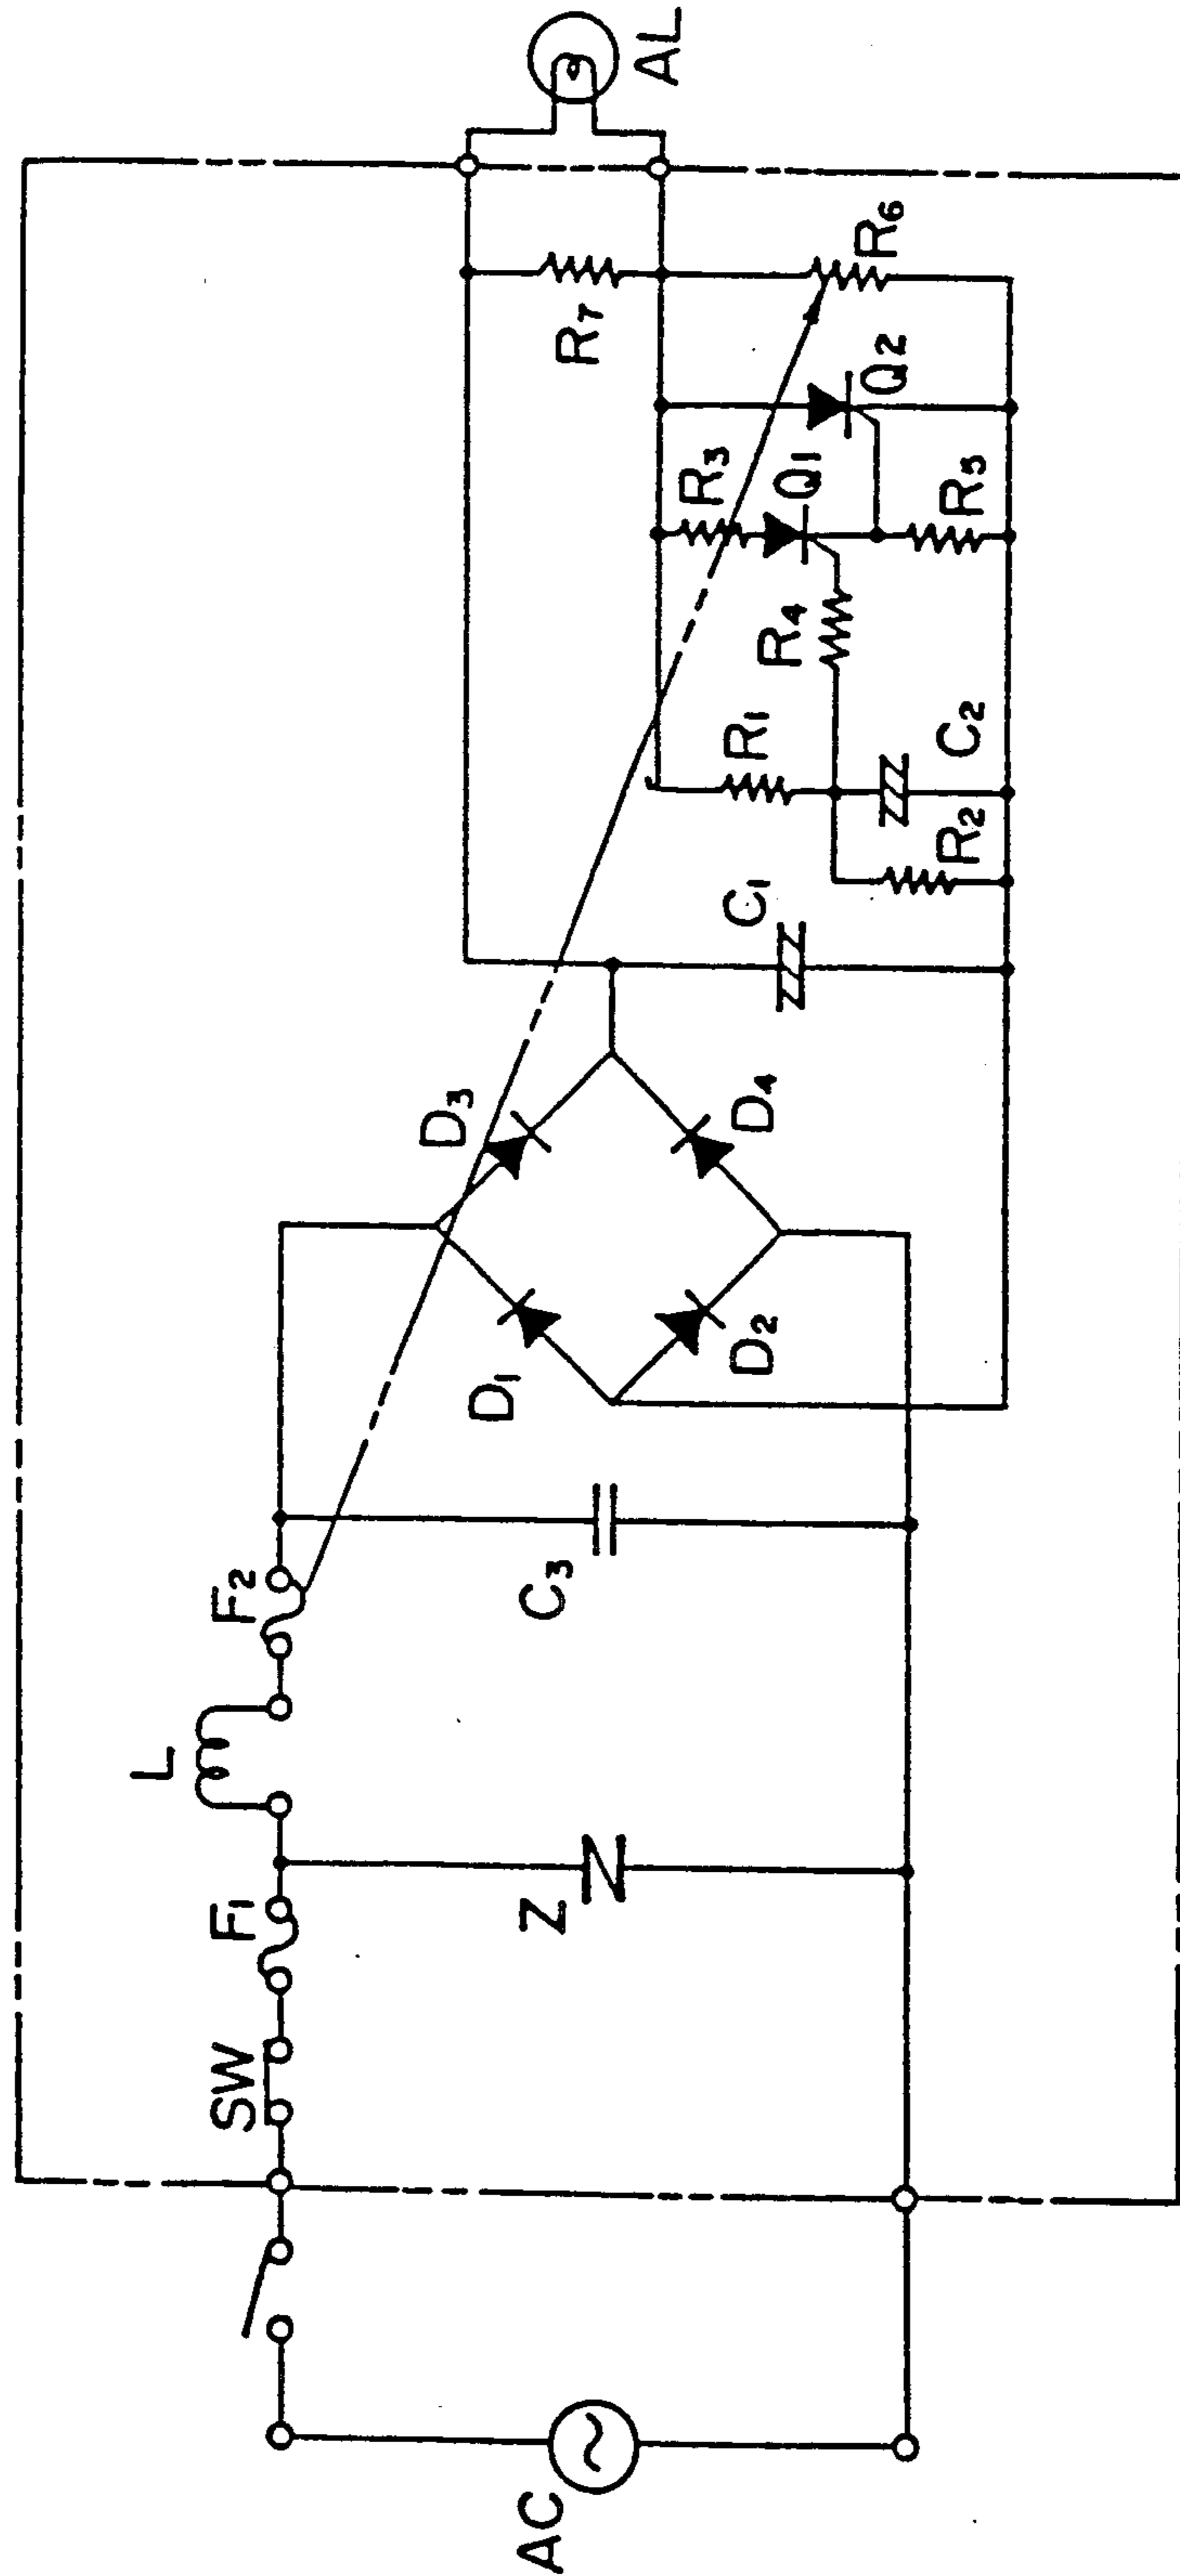 AC
SW
F1
Z
L
F2
C3
D1
D2
D3
D4
C1
R2
C2
R1
R4
R3
Q1
R5
Q2
R7
R6
AL